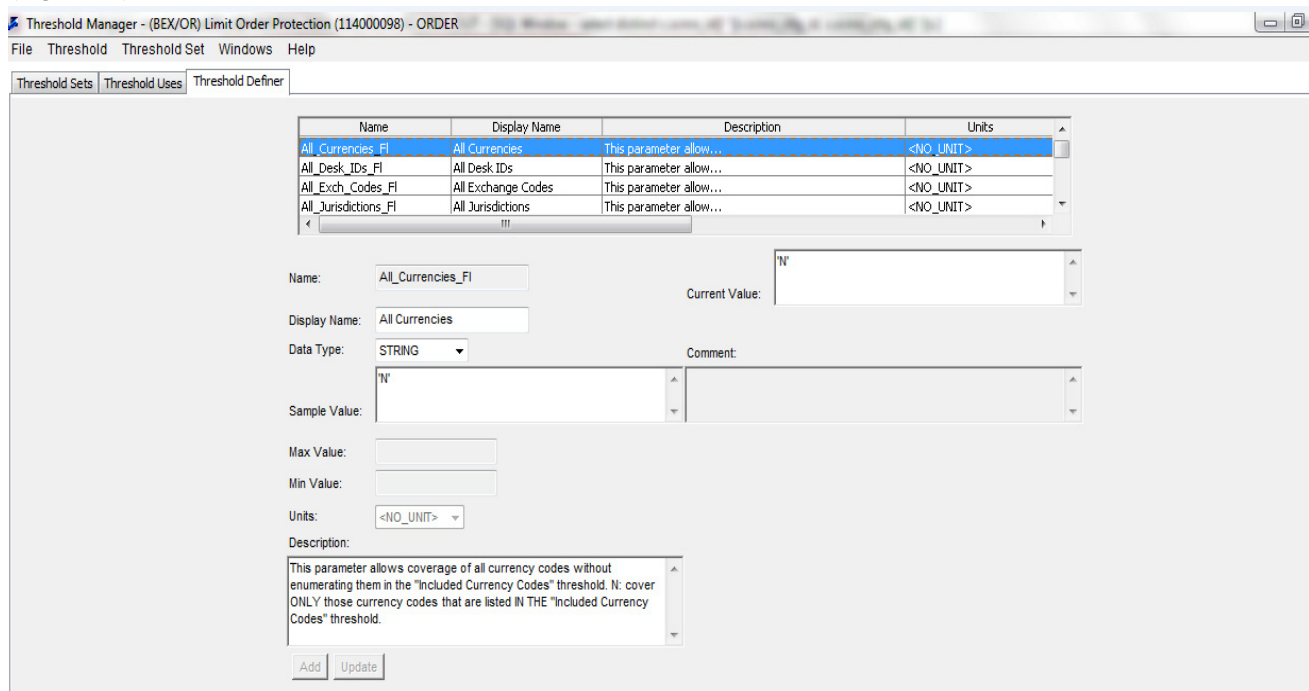 Threshold Manager - (BEX/OR) Limit Order Protection (114000098) - ORDER
File Threshold Threshold Set Windows Help
Threshold Sets Threshold Uses Threshold Definer
Name Display Name Description Units
All_Currencies_Fl All Currencies This parameter allow... <NO_UNIT>
All_Desk_IDs_Fl All Desk IDs This parameter allow... <NO_UNIT>
All_Exch_Codes_Fl All Exchange Codes This parameter allow... <NO_UNIT>
All_Jurisdictions_Fl All Jurisdictions This parameter allow... <NO_UNIT>
Name: All_Currencies_Fl
Current Value: 'N'
Display Name: All Currencies
Data Type: STRING
Comment:
Sample Value: 'N'
Max Value:
Min Value:
Units: <NO_UNIT>
Description:
This parameter allows coverage of all currency codes without
enumerating them in the "Included Currency Codes" threshold. N: cover
ONLY those currency codes that are listed IN THE "Included Currency
Codes" threshold.
Add Update